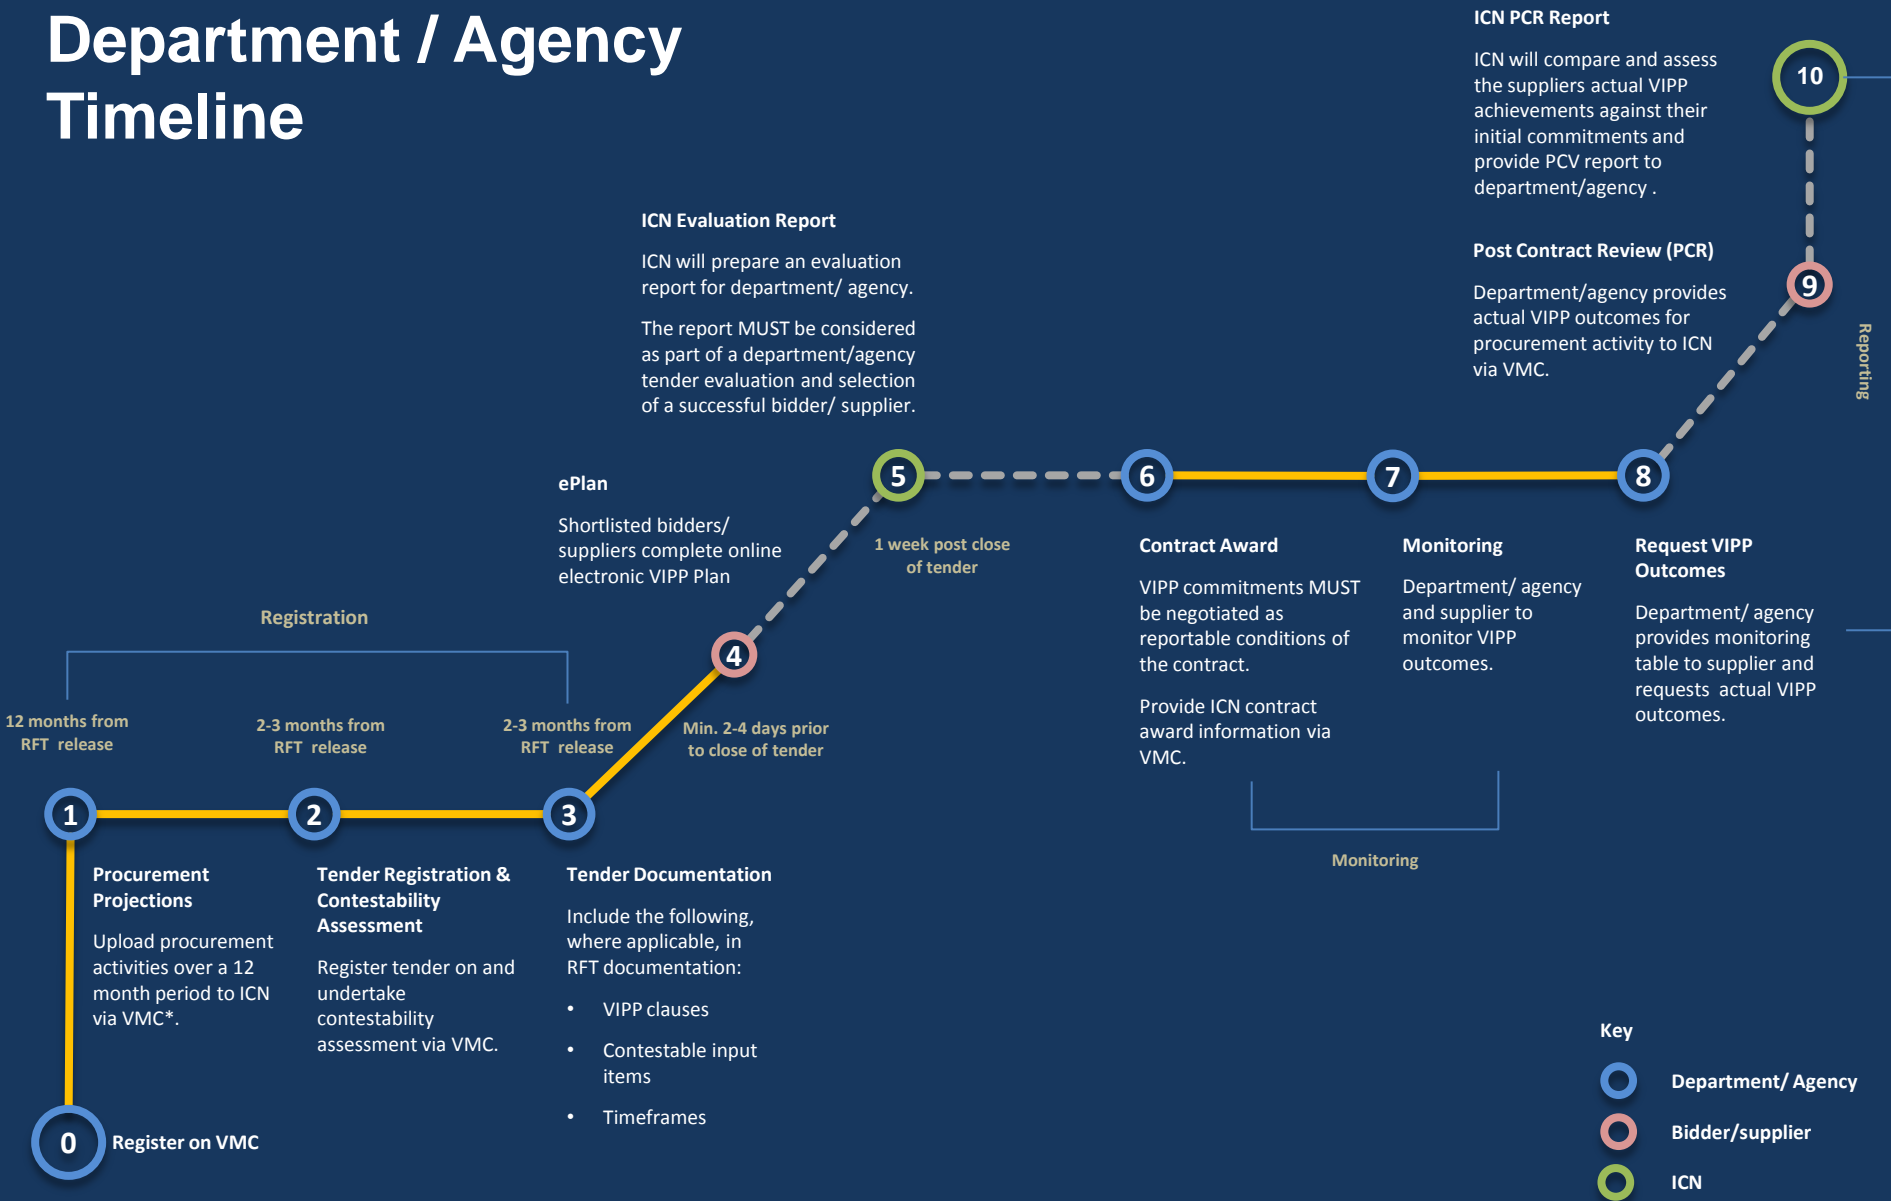 Department / Agency
Timeline
ICN PCR Report
ICN will compare and assess
the suppliers actual VIPP
achievements against their
initial commitments and
provide PCV report to
department/agency .
10
ICN Evaluation Report
ICN will prepare an evaluation
report for department/ agency.
The report MUST be considered
as part of a department/agency
tender evaluation and selection
of a successful bidder/ supplier.
Post Contract Review (PCR)
Department/agency provides
actual VIPP outcomes for
procurement activity to ICN
via VMC.
9
Reporting
ePlan
Shortlisted bidders/
suppliers complete online
electronic VIPP Plan
5
6
7
8
1 week post close
of tender
Contract Award
VIPP commitments MUST
be negotiated as
reportable conditions of
the contract.
Provide ICN contract
award information via
VMC.
Monitoring
Department/ agency
and supplier to
monitor VIPP
outcomes.
Request VIPP
Outcomes
Department/ agency
provides monitoring
table to supplier and
requests actual VIPP
outcomes.
Registration
4
12 months from
RFT release
2-3 months from
RFT release
2-3 months from
RFT release
Min. 2-4 days prior
to close of tender
1
2
3
Monitoring
Procurement
Projections
Upload procurement
activities over a 12
month period to ICN
via VMC*.
Tender Registration &
Contestability
Assessment
Register tender on and
undertake
contestability
assessment via VMC.
Tender Documentation
Include the following,
where applicable, in
RFT documentation:
• VIPP clauses
• Contestable input
items
• Timeframes
0
Register on VMC
Key
Department/ Agency
Bidder/supplier
ICN